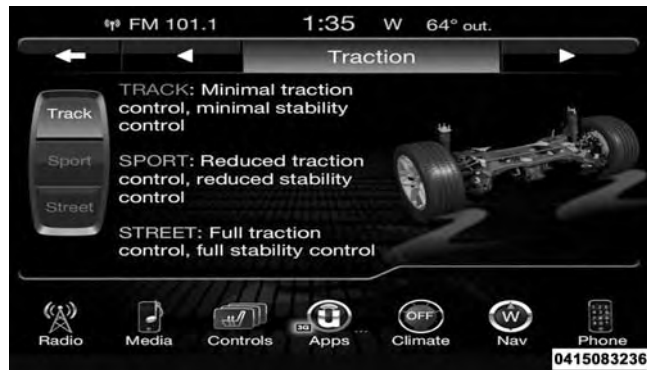 FM 101.1 1:35 W 64° out.
Traction
TRACK: Minimal traction
control, minimal stability
control
Track
SPORT: Reduced traction
control, reduced stability
control
Sport
STREET: Full traction
control, full stability control
Street
3G
OFF
W
Radio Media Controls Apps ... Climate Nav Phone
0415083236